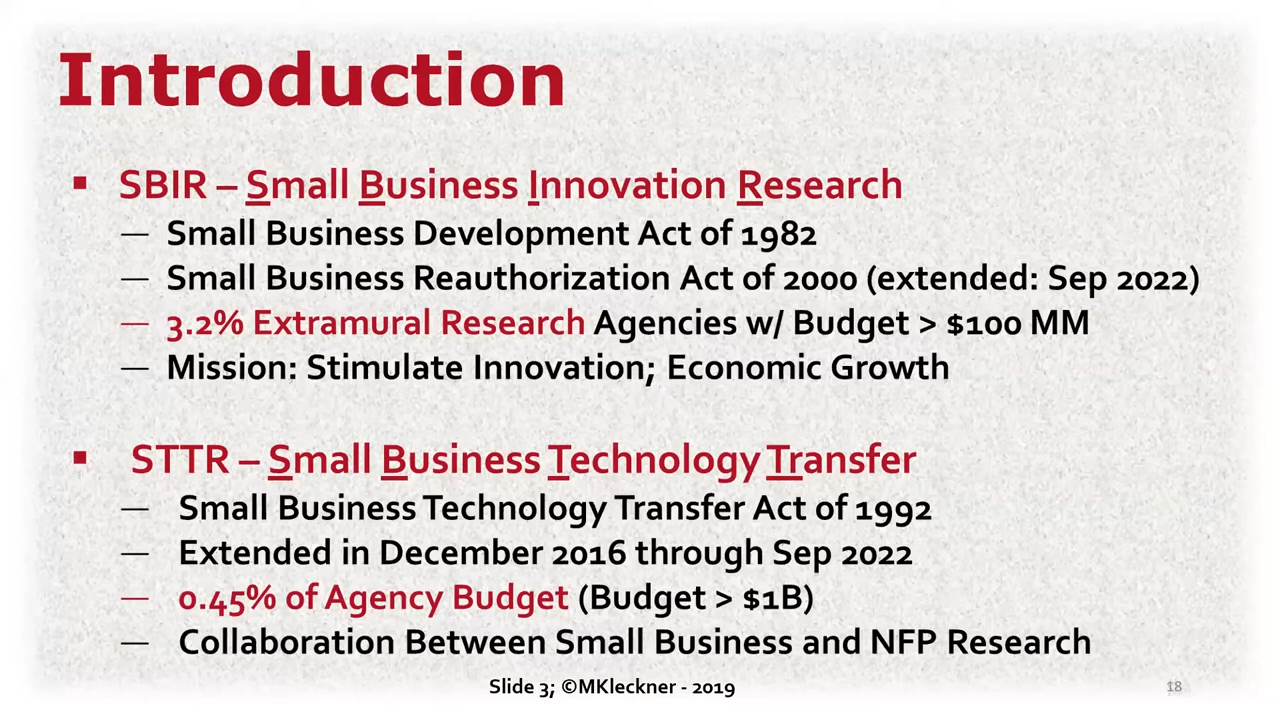 Introduction
▪ SBIR – Small Business Innovation Research
— Small Business Development Act of 1982
— Small Business Reauthorization Act of 2000 (extended: Sep 2022)
— 3.2% Extramural Research Agencies w/ Budget > $100 MM
— Mission: Stimulate Innovation; Economic Growth
▪ STTR – Small Business Technology Transfer
— Small Business Technology Transfer Act of 1992
— Extended in December 2016 through Sep 2022
— 0.45% of Agency Budget (Budget > $1B)
— Collaboration Between Small Business and NFP Research
Slide 3; ©MKleckner - 2019
18